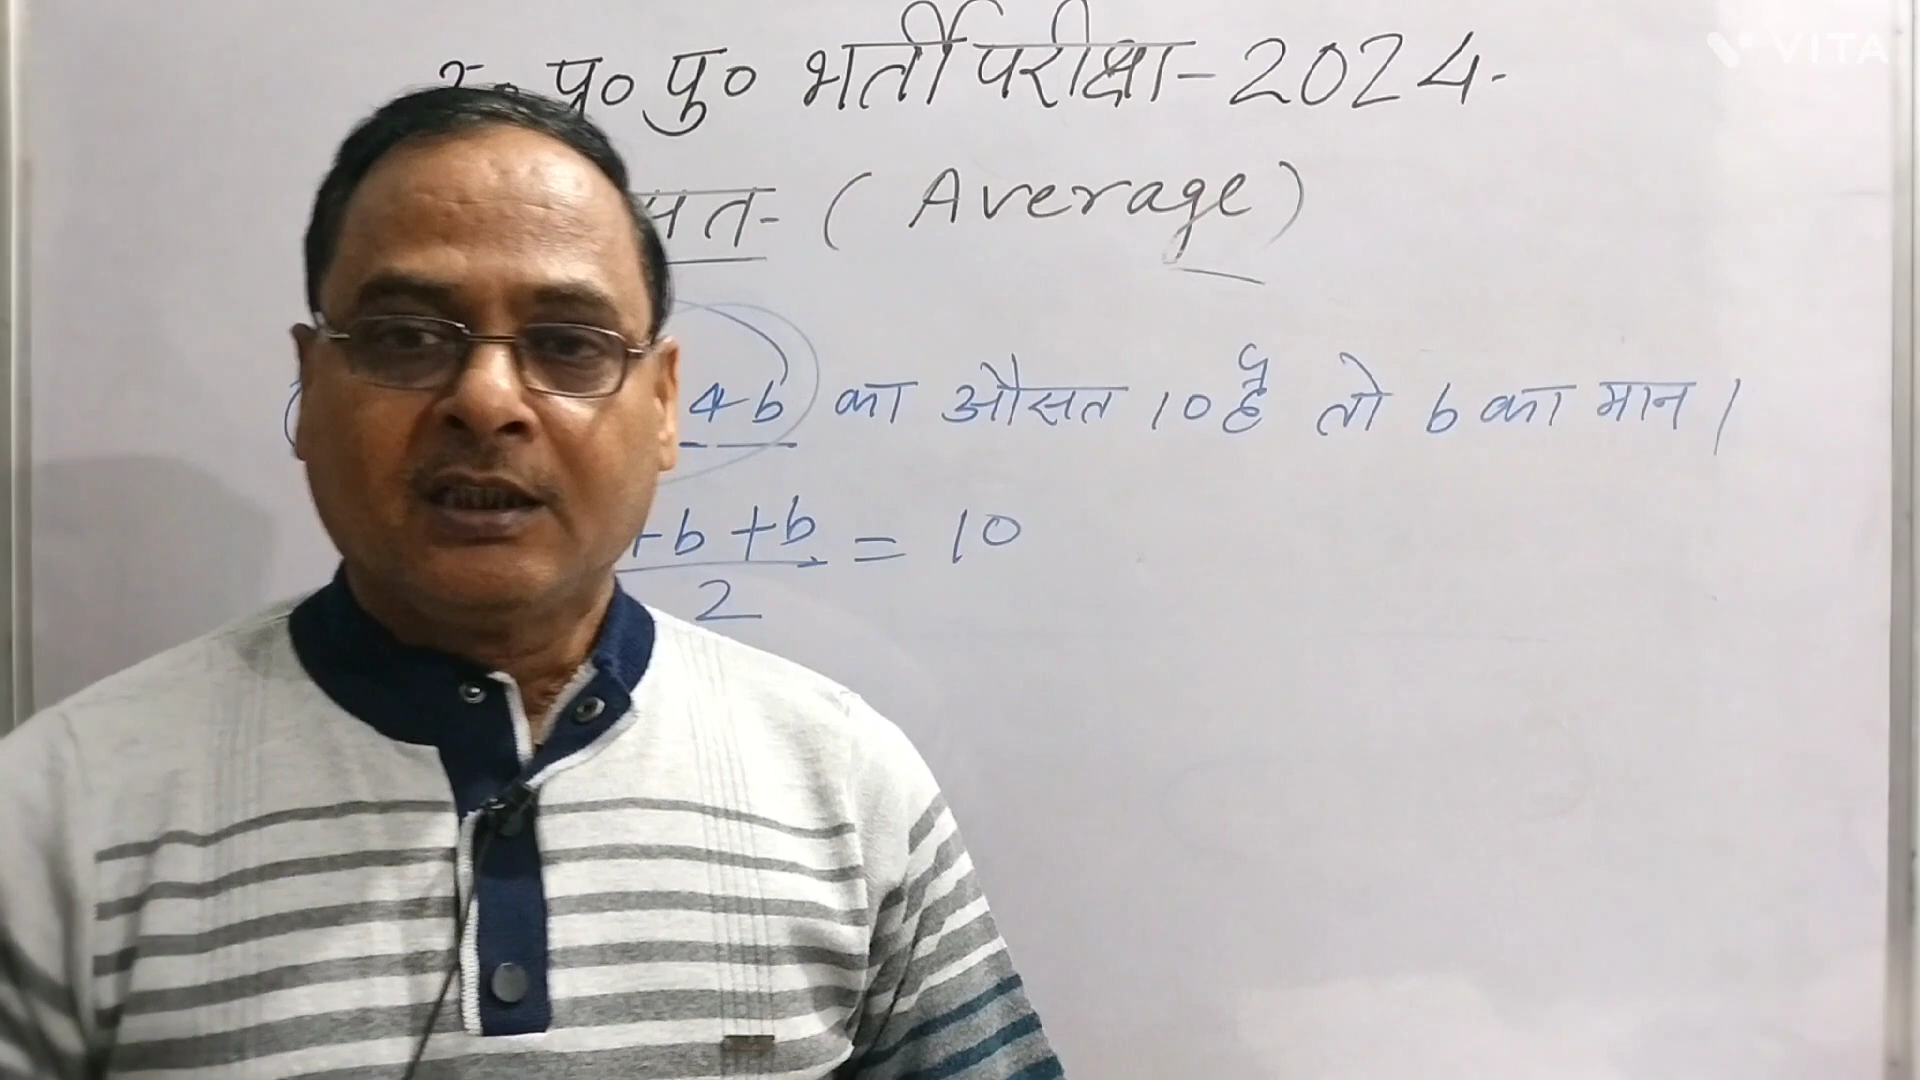 प्र० पु० भर्ती परीक्षा - 2024.
VITA
सत - ( Average )
4b का औसत 10 है तो b का मान |
+b +b = 10
2